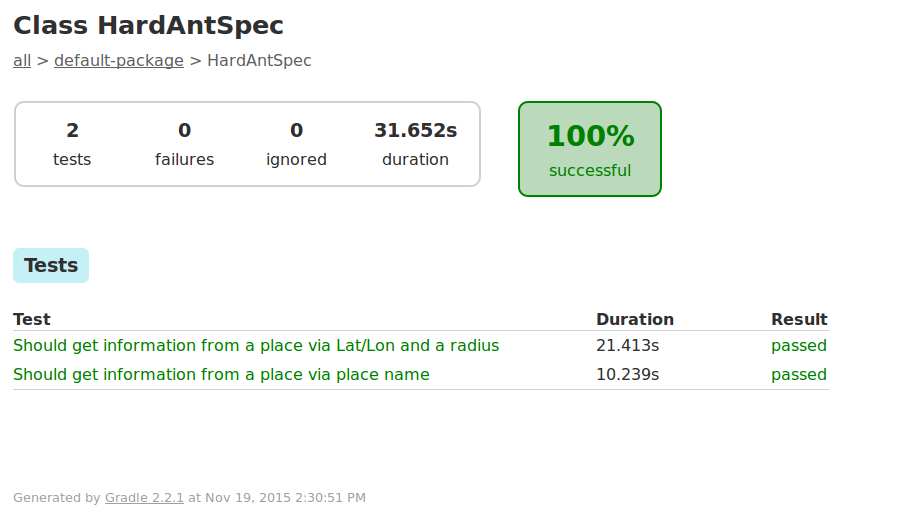 Class HardAntSpec
all > default-package > HardAntSpec
2 0 0 31.652s 100%
tests failures ignored duration successful
Tests
Test Duration Result
Should get information from a place via Lat/Lon and a radius 21.413s passed
Should get information from a place via place name 10.239s passed
Generated by Gradle 2.2.1 at Nov 19, 2015 2:30:51 PM